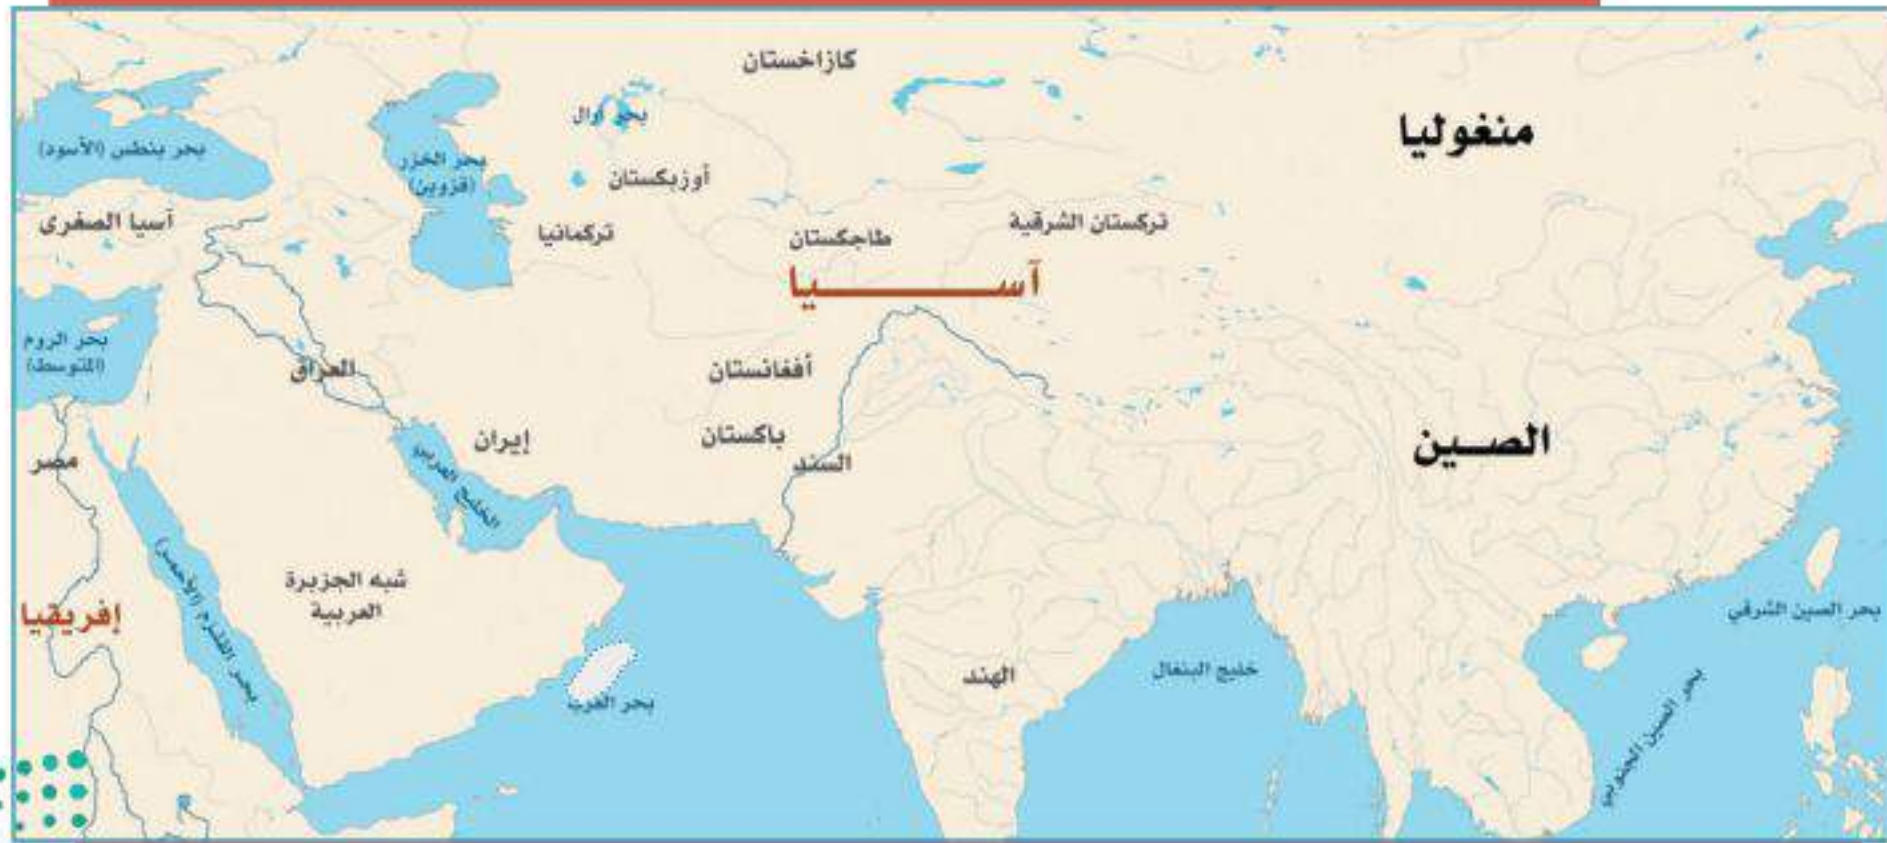 كازاخستان
منغوليا
بحر آرال
بحر بنطس (الأسود)
بحر الخزر
(قزوين)
أوزبكستان
آسيا الصغرى
تركمانيا
طاجكستان
تركستان الشرقية
آســـيا
بحر الروم
(المتوسط)
العراق
أفغانستان
إيران
باكستان
السند
الصـين
مصر
الخليج العربي
شبه الجزيرة
العربية
إفريقيا
بحر القلزم (الأحمر)
بحر العرب
الهند
خليج البنغال
بحر الصين الشرقي
بحر الصين الجنوبي